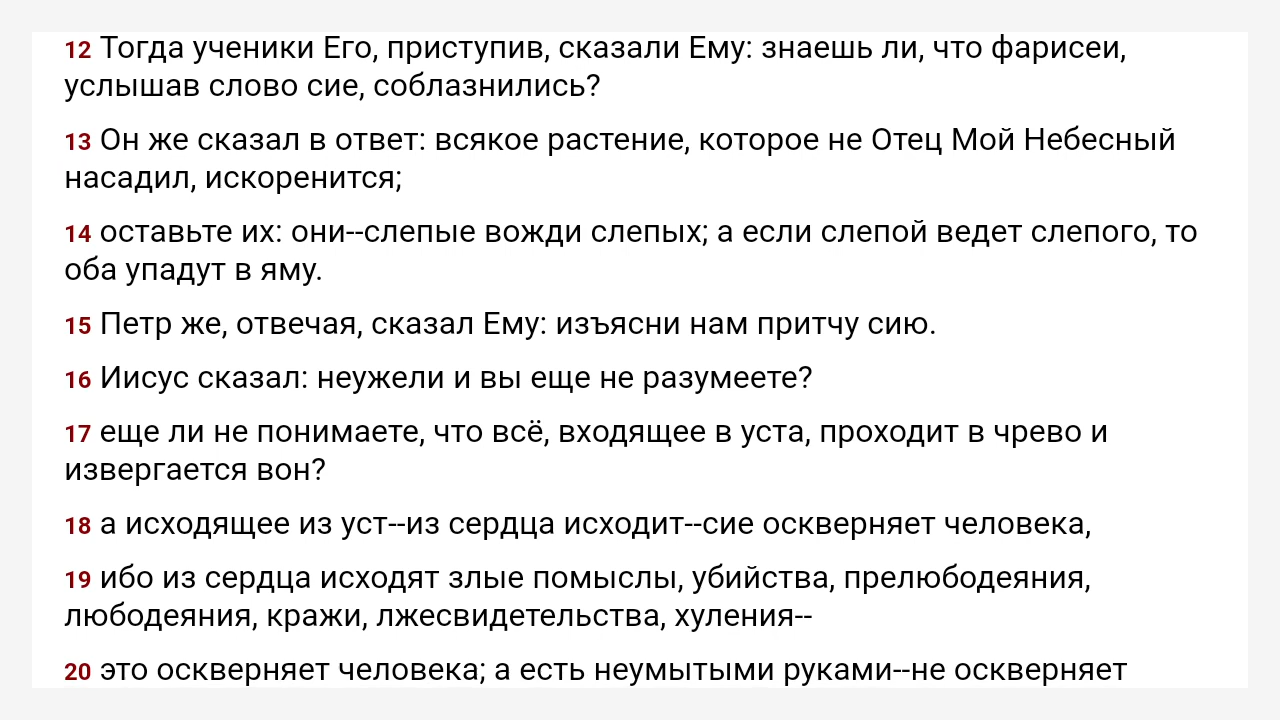 12 Тогда ученики Его, приступив, сказали Ему: знаешь ли, что фарисеи,
услышав слово сие, соблазнились?
13 Он же сказал в ответ: всякое растение, которое не Отец Мой Небесный
насадил, искоренится;
14 оставьте их: они--слепые вожди слепых; а если слепой ведет слепого, то
оба упадут в яму.
15 Петр же, отвечая, сказал Ему: изъясни нам притчу сию.
16 Иисус сказал: неужели и вы еще не разумеете?
17 еще ли не понимаете, что всё, входящее в уста, проходит в чрево и
извергается вон?
18 а исходящее из уст--из сердца исходит--сие оскверняет человека,
19 ибо из сердца исходят злые помыслы, убийства, прелюбодеяния,
любодеяния, кражи, лжесвидетельства, хуления--
20 это оскверняет человека; а есть неумытыми руками--не оскверняет